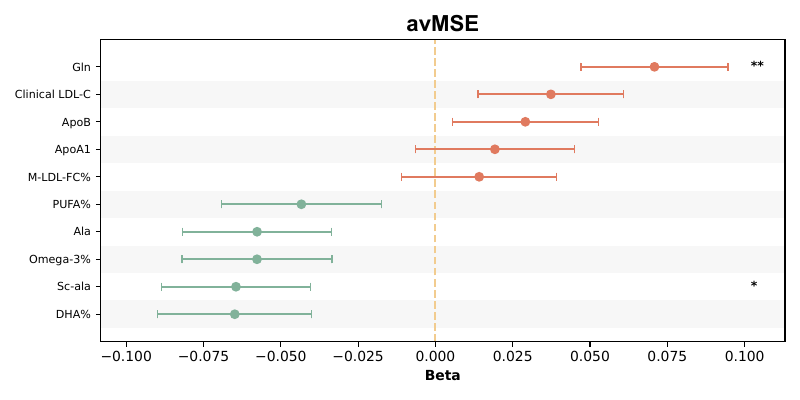 avMSE
Gln
**
Clinical LDL-C
ApoB
ApoA1
M-LDL-FC%
PUFA%
Ala
Omega-3%
Sc-ala
*
DHA%
−0.100 −0.075 −0.050 −0.025 0.000 0.025 0.050 0.075 0.100
Beta